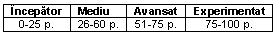 Începător Mediu Avansat Experimentat
0-25 p. 26-60 p. 51-75 p. 75-100 p.